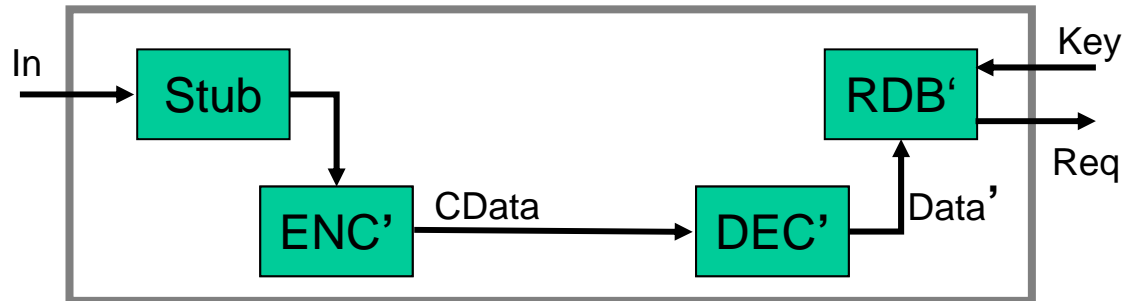 In
Stub
RDB‘
Key
Req
ENC’
CData
DEC’
Data’